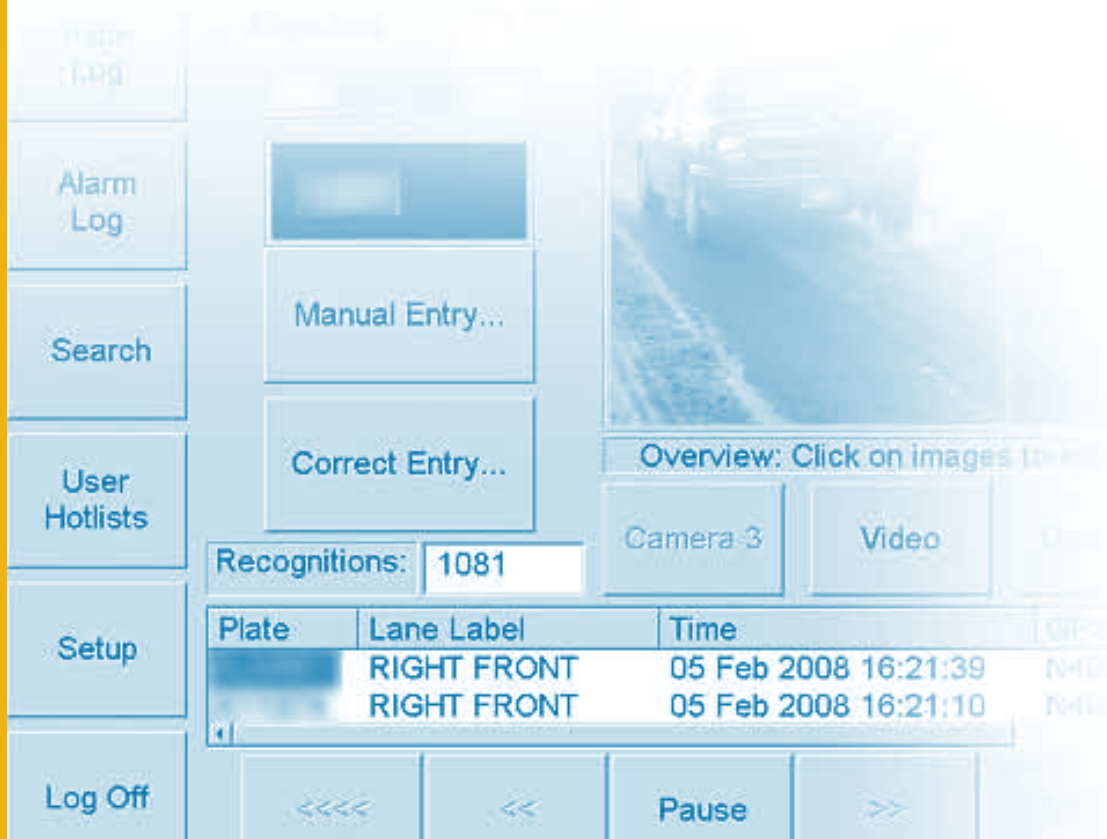 Log
Alarm
Log
Search
User
Hotlists
Setup
Log Off
Manual Entry...
Correct Entry...
Recognitions: 1081
Overview: Click on images to
Camera 3 Video
Plate Lane Label Time
RIGHT FRONT 05 Feb 2008 16:21:39
RIGHT FRONT 05 Feb 2008 16:21:10
<<<< << Pause >>